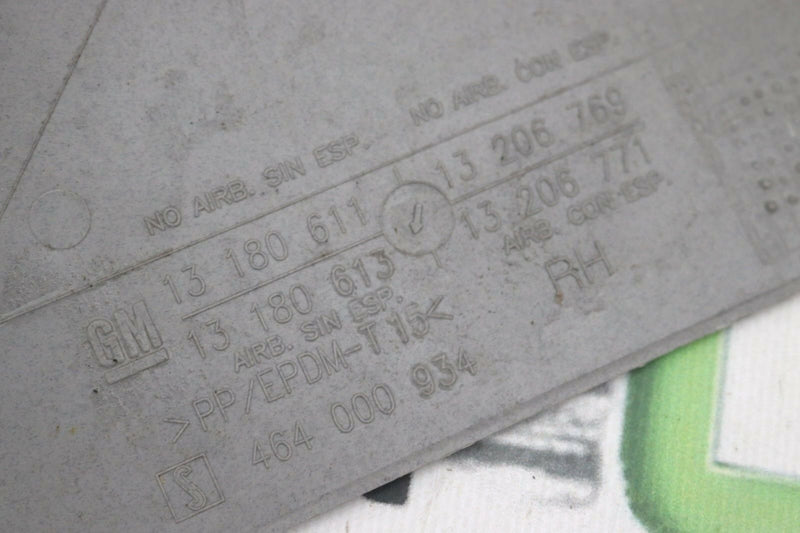 NO AIRB. SIN ESP. NO AIRB. CON ESP.
13 180 611 13 206 769
13 180 613 13 206 771
AIRB. SIN ESP. AIRB. CON ESP.
GM
>PP/EPDM-T15< RH
464 000 934
S